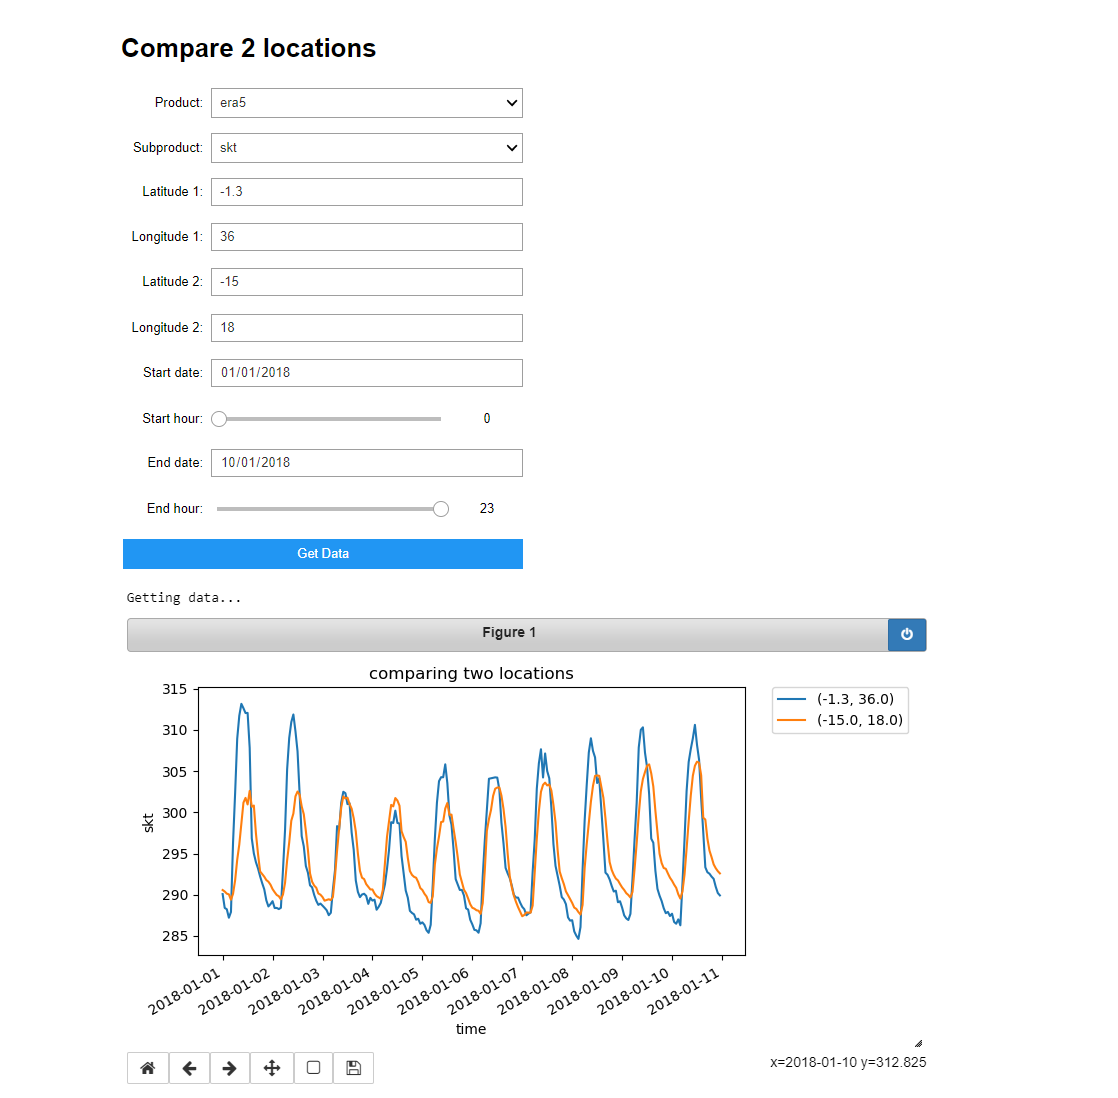 Compare 2 locations
Product: era5
Subproduct: skt
Latitude 1: -1.3
Longitude 1: 36
Latitude 2: -15
Longitude 2: 18
Start date: 01/01/2018
Start hour: 0
End date: 10/01/2018
End hour: 23
Get Data
Getting data...
Figure 1
comparing two locations
315
310
305
300
295
290
285
skt
2018-01-01
2018-01-02
2018-01-03
2018-01-04
2018-01-05
2018-01-06
2018-01-07
2018-01-08
2018-01-09
2018-01-10
2018-01-11
time
(-1.3, 36.0)
(-15.0, 18.0)
x=2018-01-10 y=312.825